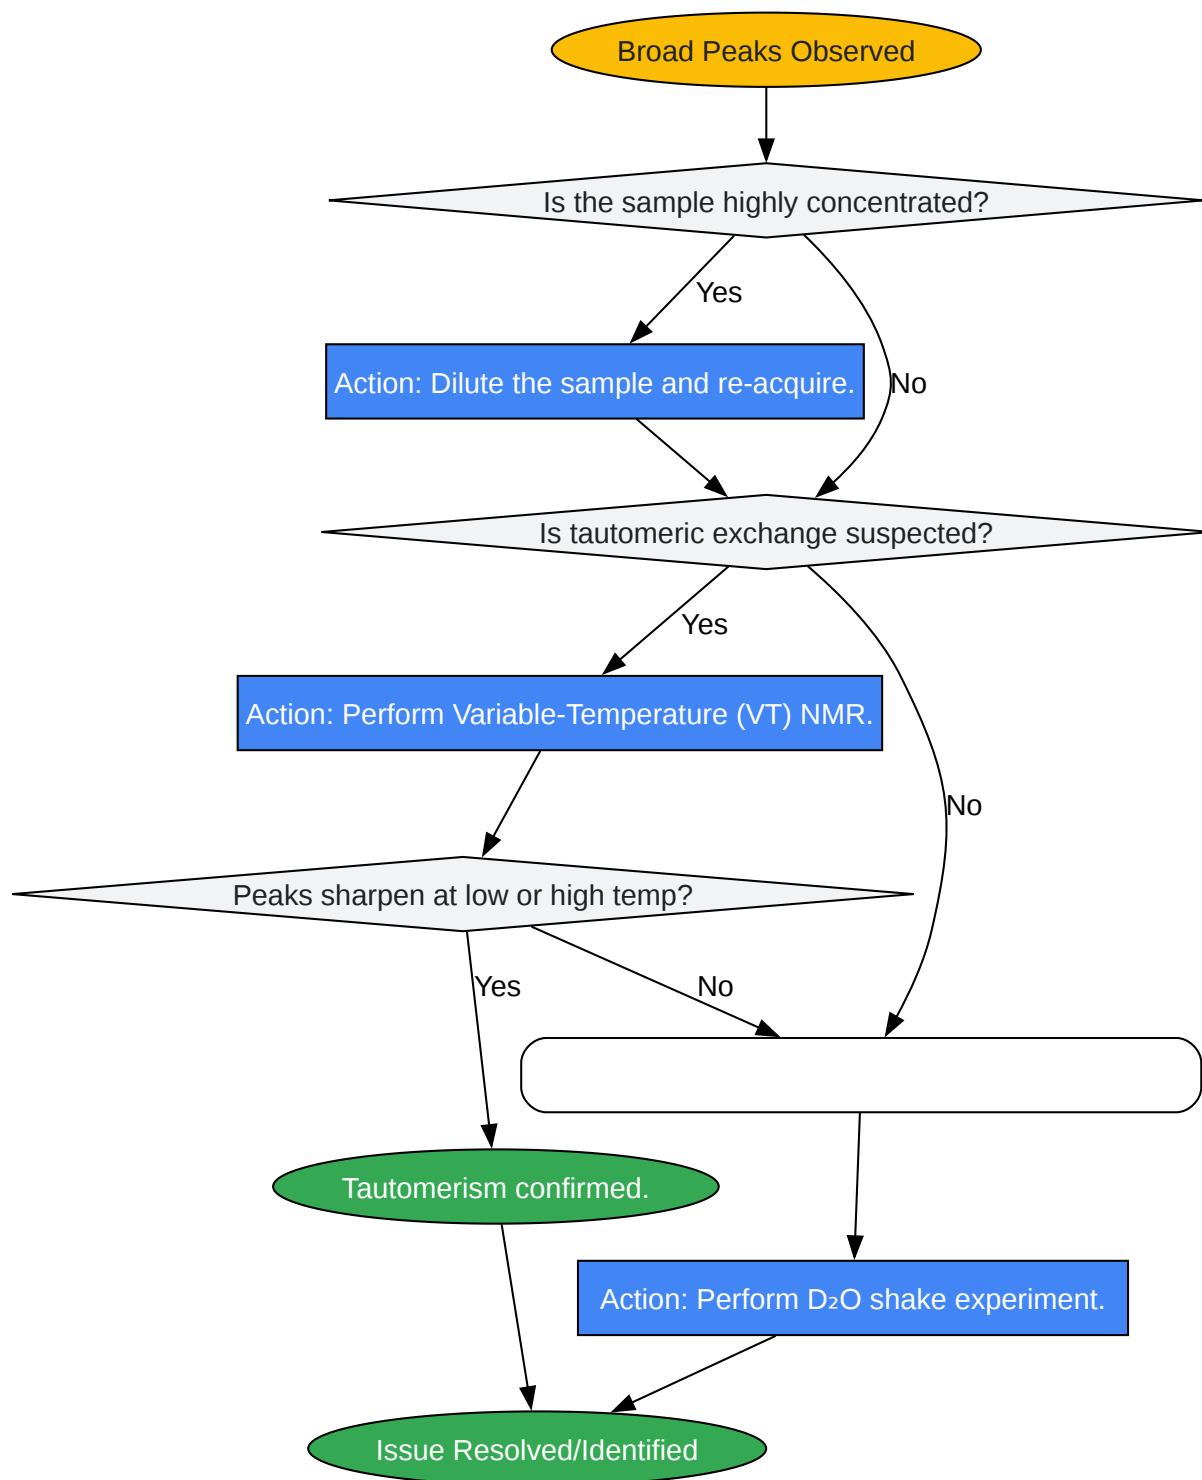 Broad Peaks Observed
Is the sample highly concentrated?
Yes
Action: Dilute the sample and re-acquire.
No
Is tautomeric exchange suspected?
Yes
Action: Perform Variable-Temperature (VT) NMR.
No
Peaks sharpen at low or high temp?
Yes
No
Tautomerism confirmed.
Action: Perform D₂O shake experiment.
Issue Resolved/Identified